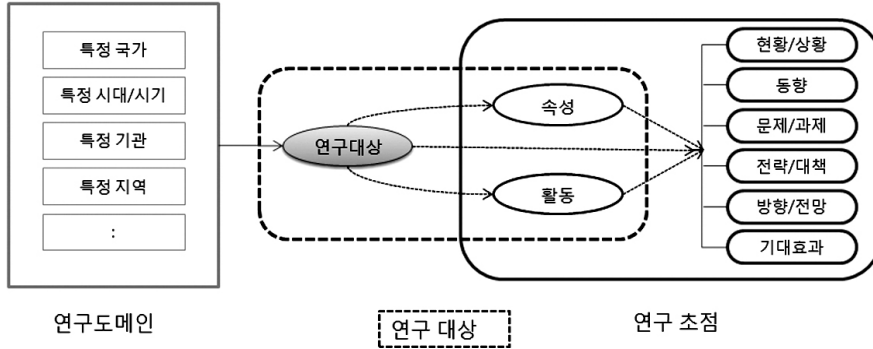 특정 국가
특정 시대/시기
특정 기관
특정 지역
:
연구대상
속성
활동
현황/상황
동향
문제/과제
전략/대책
방향/전망
기대효과
연구도메인
연구 대상
연구 초점